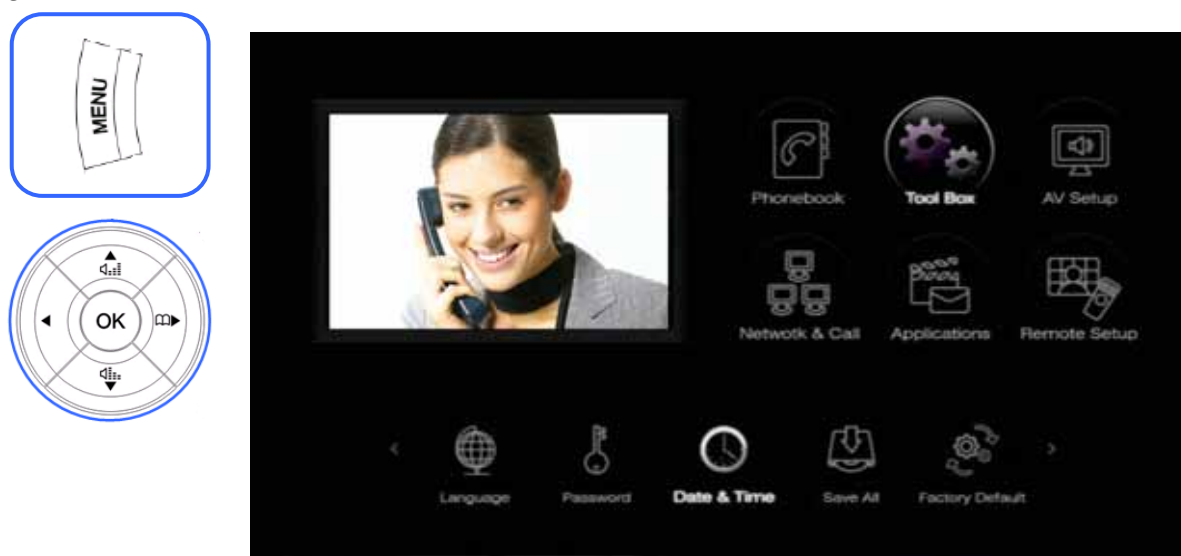 MENU
OK
Phonebook
Tool Box
AV Setup
Netwotk & Call
Applications
Remote Setup
Language
Password
Date & Time
Save All
Factory Default